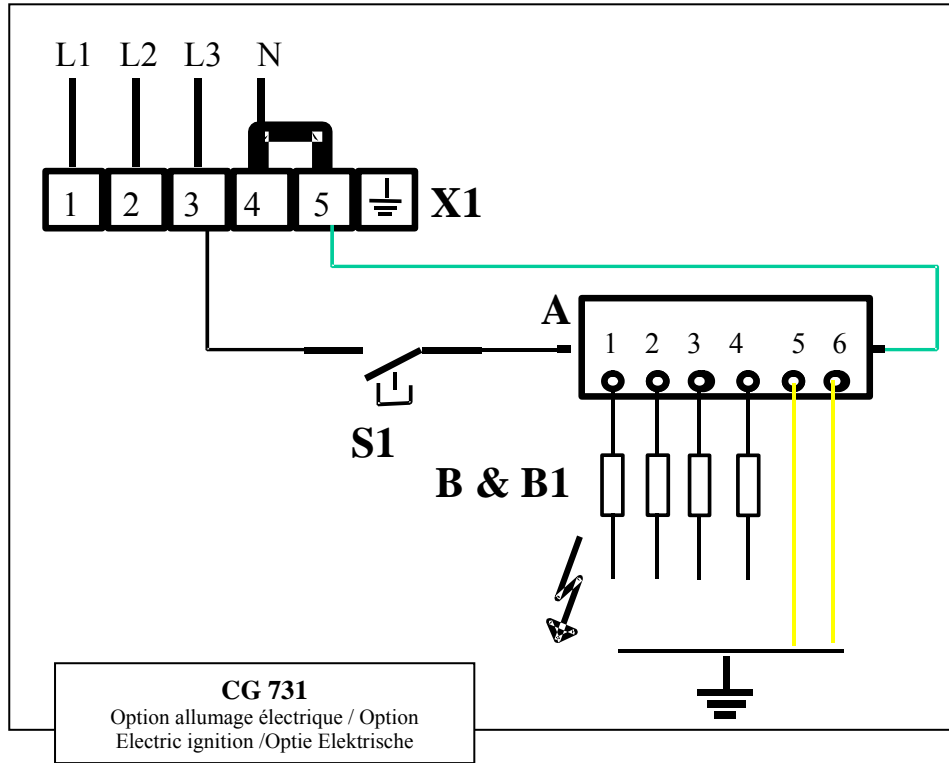 L1 L2 L3 N
1 2 3 4 5 X1
A
1 2 3 4 5 6
S1
B & B1
CG 731
Option allumage électrique / Option
Electric ignition /Optie Elektrische